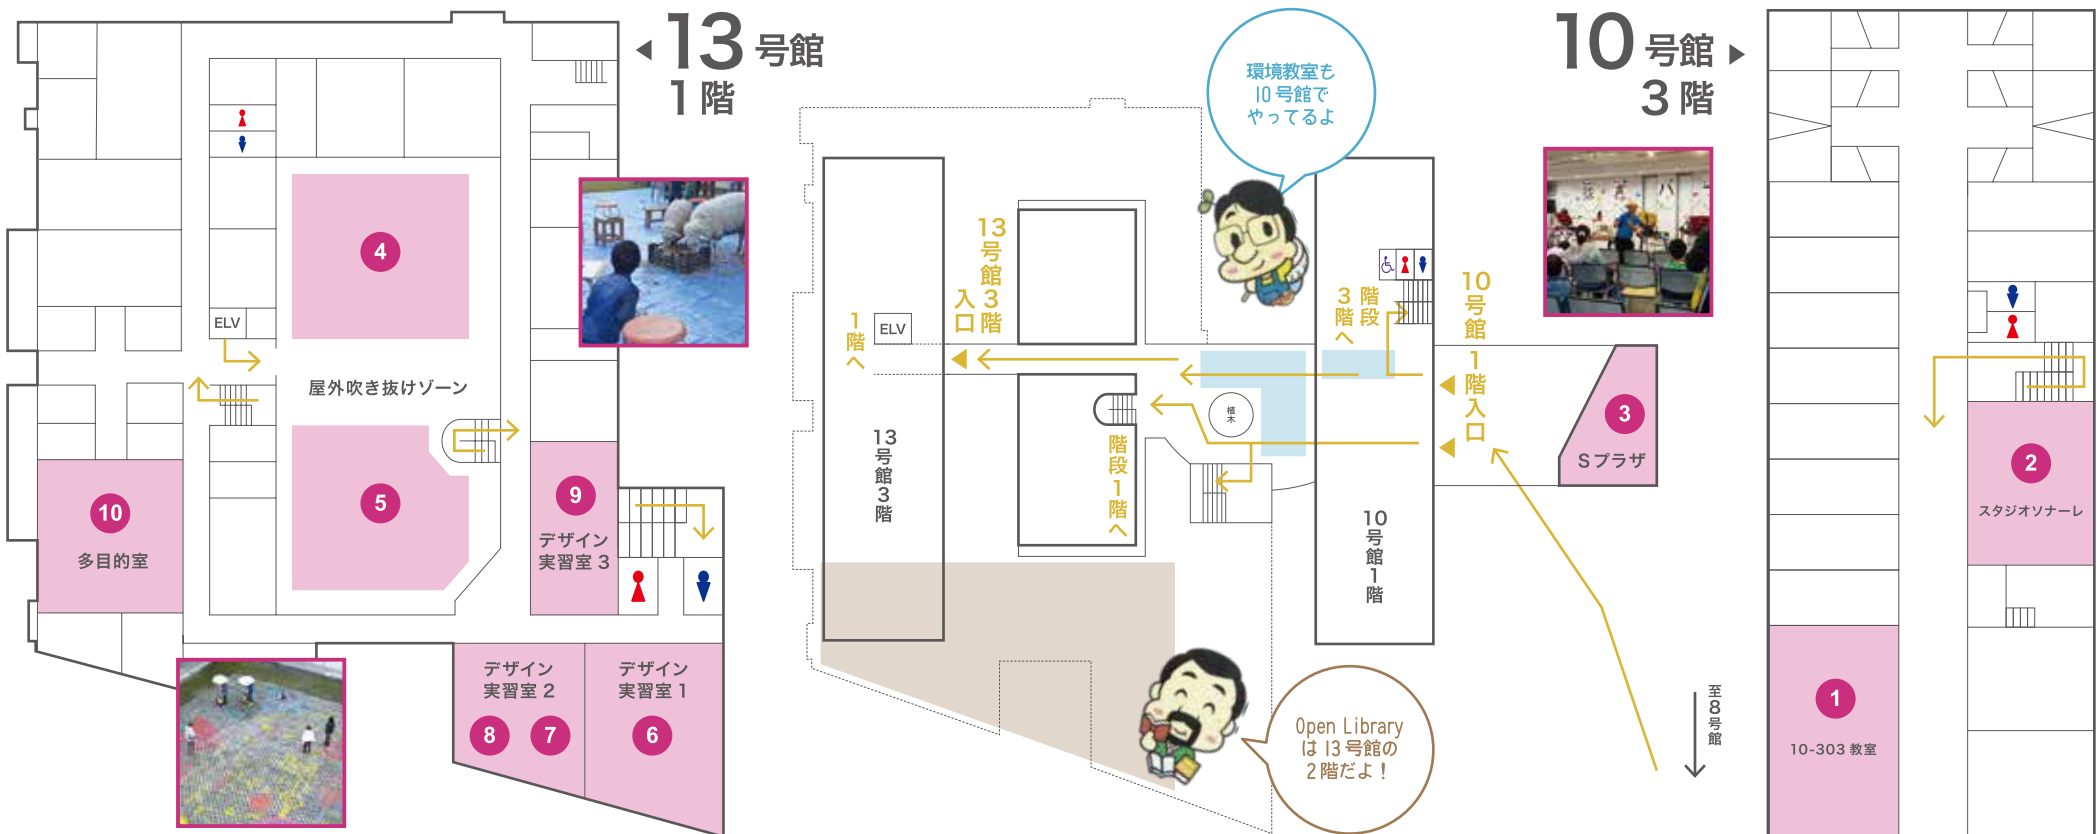 13 号館
1 階
ELV
屋外吹き抜けゾーン
4
5
9
デザイン
実習室 3
10
多目的室
デザイン
実習室 2
8
7
デザイン
実習室 1
6
環境教室も
10 号館で
やってるよ
13号館3階
入口
1階へ
ELV
13号館3階
階段
3階へ
10号館 1階入口
植木
階段1階へ
10号館1階
3
Sプラザ
Open Library
は 13 号館の
2階だよ！
至8号館
10 号館
3 階
2
スタジオソナーレ
1
10-303 教室